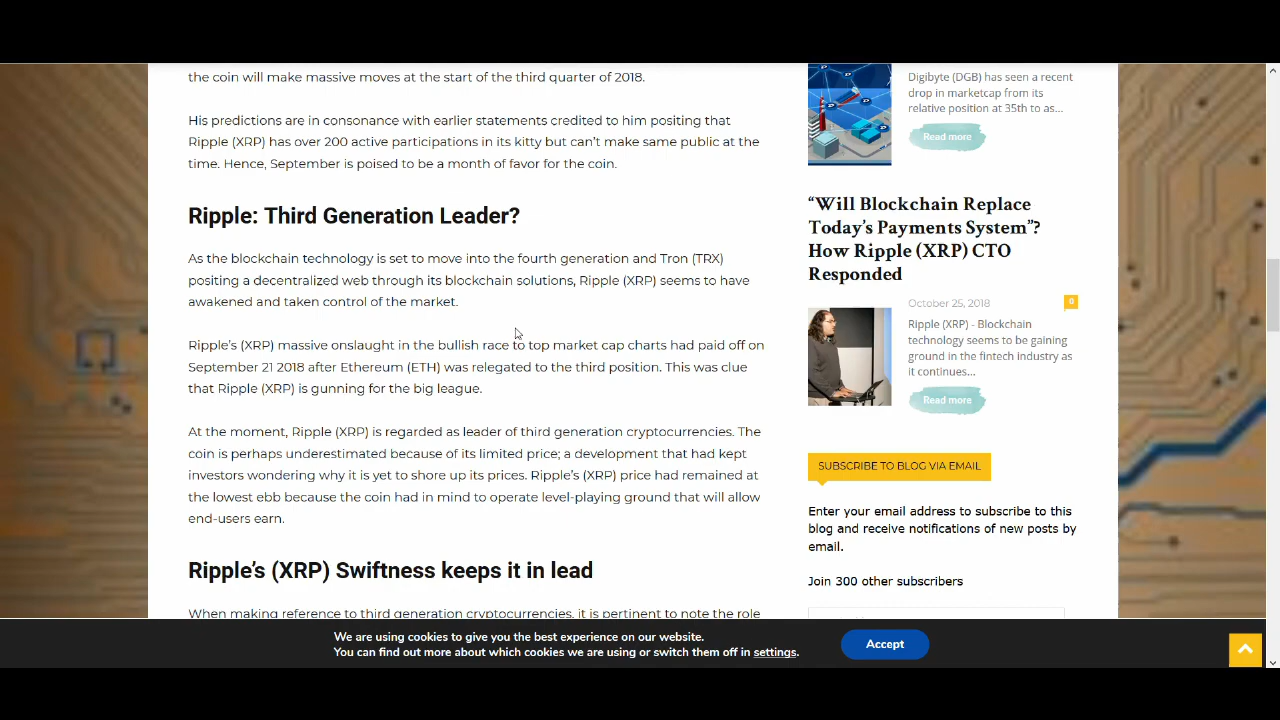 the coin will make massive moves at the start of the third quarter of 2018.
His predictions are in consonance with earlier statements credited to him positing that
Ripple (XRP) has over 200 active participations in its kitty but can't make same public at the
time. Hence, September is poised to be a month of favor for the coin.
Ripple: Third Generation Leader?
As the blockchain technology is set to move into the fourth generation and Tron (TRX)
positing a decentralized web through its blockchain solutions, Ripple (XRP) seems to have
awakened and taken control of the market.
Ripple's (XRP) massive onslaught in the bullish race to top market cap charts had paid off on
September 21 2018 after Ethereum (ETH) was relegated to the third position. This was clue
that Ripple (XRP) is gunning for the big league.
At the moment, Ripple (XRP) is regarded as leader of third generation cryptocurrencies. The
coin is perhaps underestimated because of its limited price; a development that had kept
investors wondering why it is yet to shore up its prices. Ripple's (XRP) price had remained at
the lowest ebb because the coin had in mind to operate level-playing ground that will allow
end-users earn.
Ripple's (XRP) Swiftness keeps it in lead
When making reference to third generation cryptocurrencies, it is pertinent to note the role
Digibyte (DGB) has seen a recent
drop in marketcap from its
relative position at 35th to as...
Read more
“Will Blockchain Replace
Today's Payments System”?
How Ripple (XRP) CTO
Responded
October 25, 2018
0
Ripple (XRP) - Blockchain
technology seems to be gaining
ground in the fintech industry as
it continues...
Read more
SUBSCRIBE TO BLOG VIA EMAIL
Enter your email address to subscribe to this
blog and receive notifications of new posts by
email.
Join 300 other subscribers
We are using cookies to give you the best experience on our website.
You can find out more about which cookies we are using or switch them off in settings.
Accept